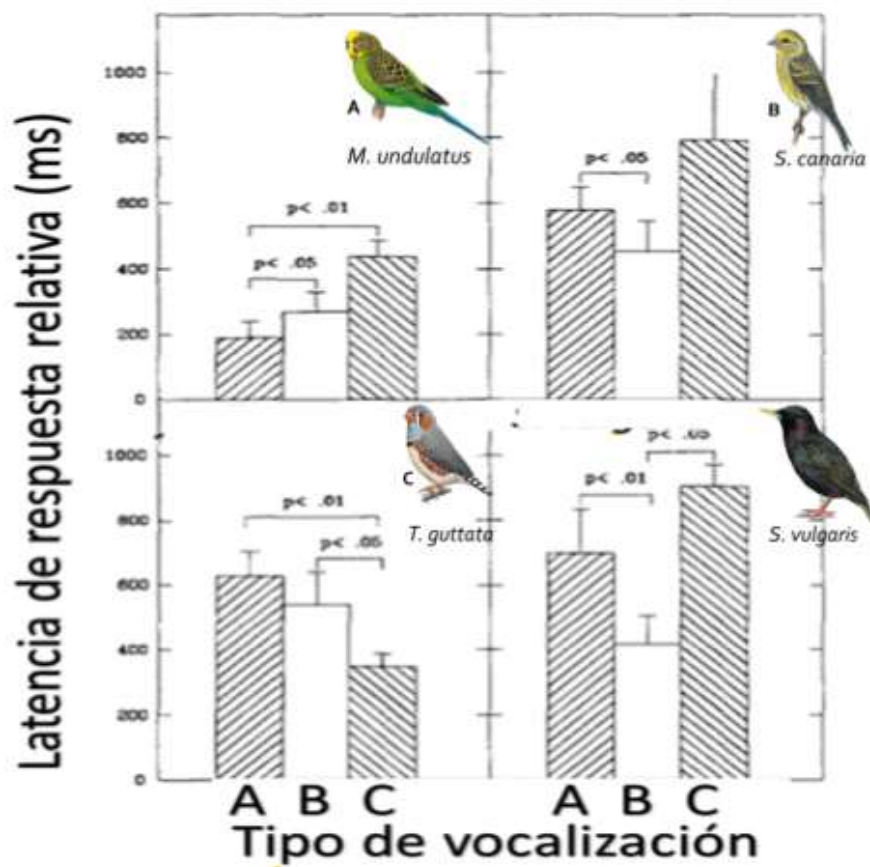 Latencia de respuesta relativa (ms)
1000
800
600
400
200
0
A
M. undulatus
p< .01
p< .05
B
S. canaria
p< .05
1000
800
600
400
200
0
C
T. guttata
p< .01
p< .05
S. vulgaris
p< .05
p< .01
A B C A B C
Tipo de vocalización